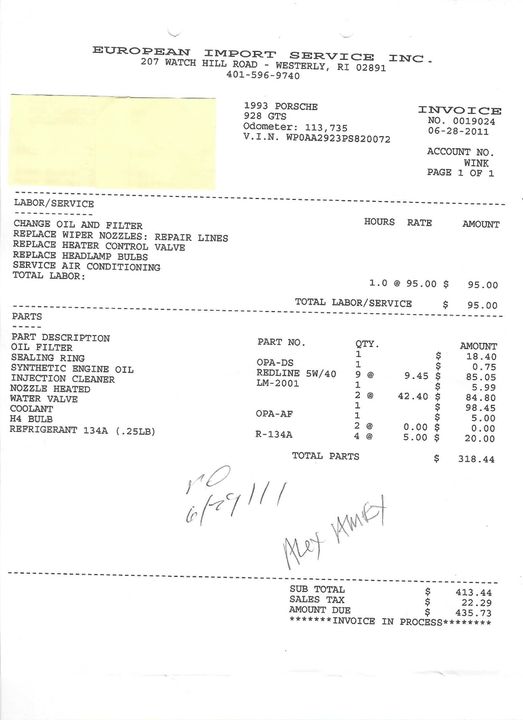 EUROPEAN IMPORT SERVICE INC.
207 WATCH HILL ROAD - WESTERLY, RI 02891
401-596-9740
1993 PORSCHE
928 GTS
Odometer: 113,735
V.I.N. WP0AA2923PS820072
INVOICE
NO. 0019024
06-28-2011
ACCOUNT NO.
WINK
PAGE 1 OF 1
LABOR/SERVICE HOURS RATE AMOUNT
CHANGE OIL AND FILTER
REPLACE WIPER NOZZLES: REPAIR LINES
REPLACE HEATER CONTROL VALVE
REPLACE HEADLAMP BULBS
SERVICE AIR CONDITIONING
TOTAL LABOR: 1.0 @ 95.00 $ 95.00
TOTAL LABOR/SERVICE $ 95.00
PARTS
PART DESCRIPTION PART NO. QTY. AMOUNT
OIL FILTER 1 $ 18.40
SEALING RING OPA-DS 1 $ 0.75
SYNTHETIC ENGINE OIL REDLINE 5W/40 9 @ 9.45 $ 85.05
INJECTION CLEANER LM-2001 1 $ 5.99
NOZZLE HEATED 2 @ 42.40 $ 84.80
WATER VALVE 1 $ 98.45
COOLANT OPA-AF 1 $ 5.00
H4 BULB 2 @ 0.00 $ 0.00
REFRIGERANT 134A (.25LB) R-134A 4 @ 5.00 $ 20.00
TOTAL PARTS $ 318.44
6/29/11
Alex AMEX
SUB TOTAL $ 413.44
SALES TAX $ 22.29
AMOUNT DUE $ 435.73
*******INVOICE IN PROCESS********